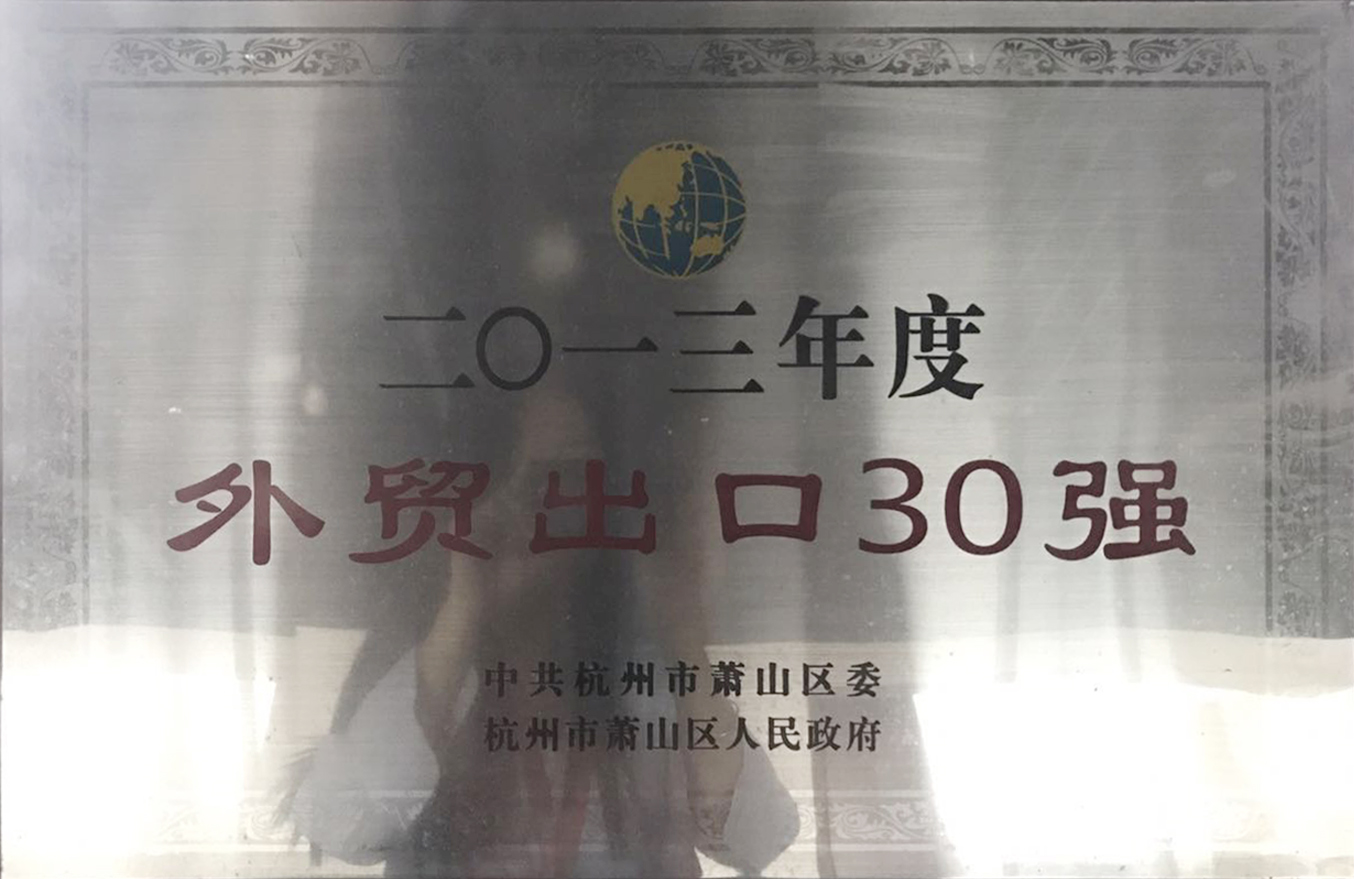 二〇一三年度
外贸出口30强
中共杭州市萧山区委
杭州市萧山区人民政府